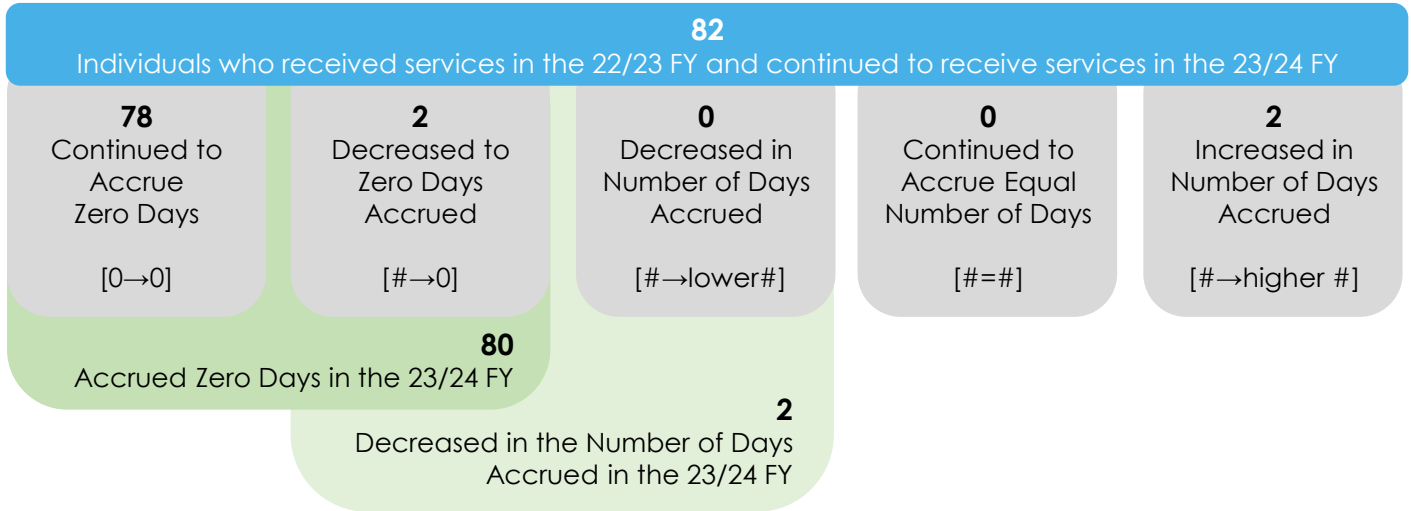 82
Individuals who received services in the 22/23 FY and continued to receive services in the 23/24 FY
78
Continued to
Accrue
Zero Days
[0→0]
2
Decreased to
Zero Days
Accrued
[#→0]
0
Decreased in
Number of Days
Accrued
[#→lower#]
0
Continued to
Accrue Equal
Number of Days
[#=#]
2
Increased in
Number of Days
Accrued
[#→higher #]
80
Accrued Zero Days in the 23/24 FY
2
Decreased in the Number of Days
Accrued in the 23/24 FY